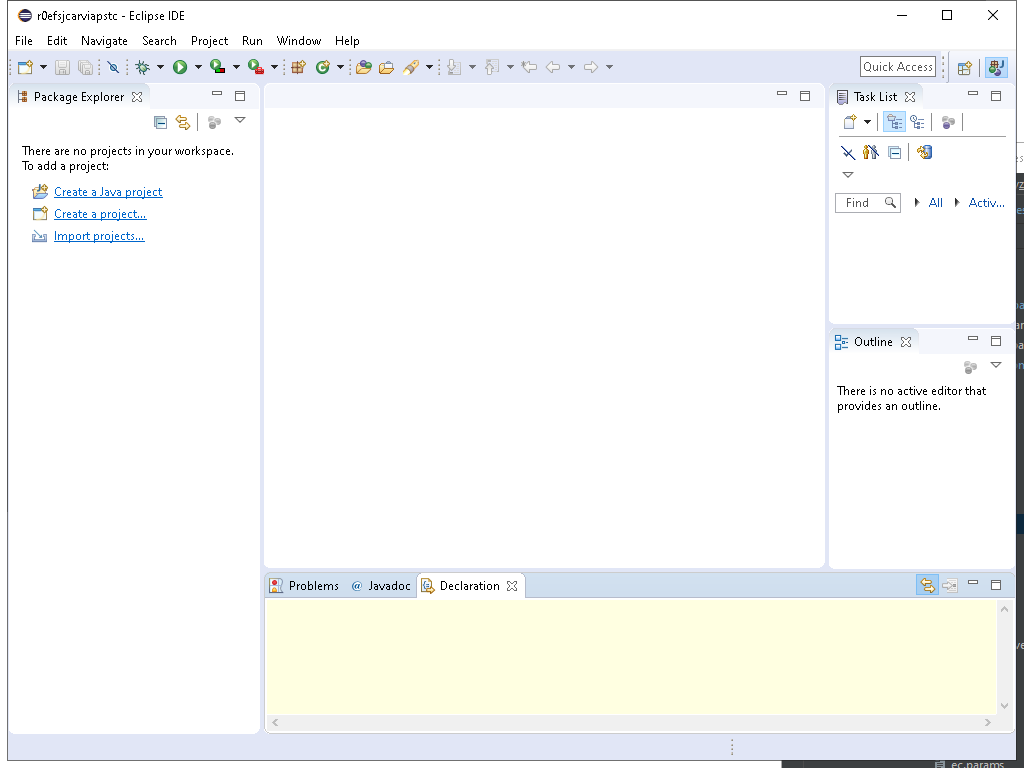 r0efsjcarviapstc - Eclipse IDE
File Edit Navigate Search Project Run Window Help
Quick Access
Package Explorer
There are no projects in your workspace.
To add a project:
Create a Java project
Create a project...
Import projects...
Task List
Find
All
Activ...
Outline
There is no active editor that
provides an outline.
Problems
@ Javadoc
Declaration
ec.params